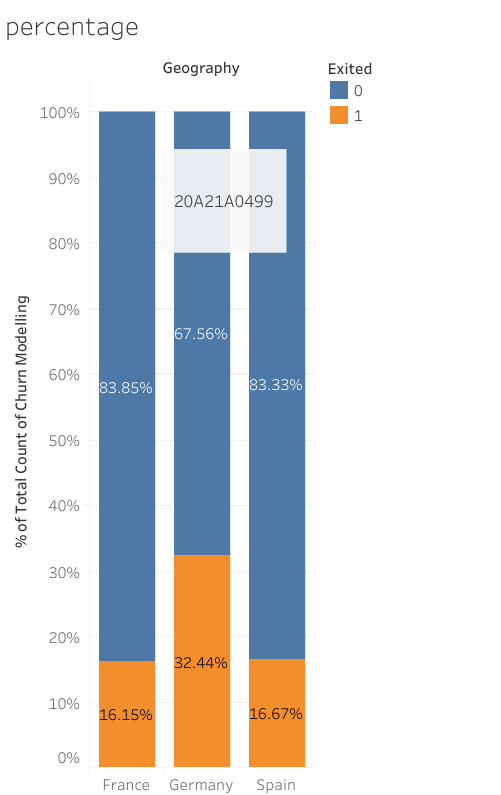 percentage
Geography
Exited
0
1
100%
90%
80%
70%
60%
50%
40%
30%
20%
10%
0%
% of Total Count of Churn Modelling
20A21A0499
67.56%
83.85%
83.33%
32.44%
16.15%
16.67%
France
Germany
Spain